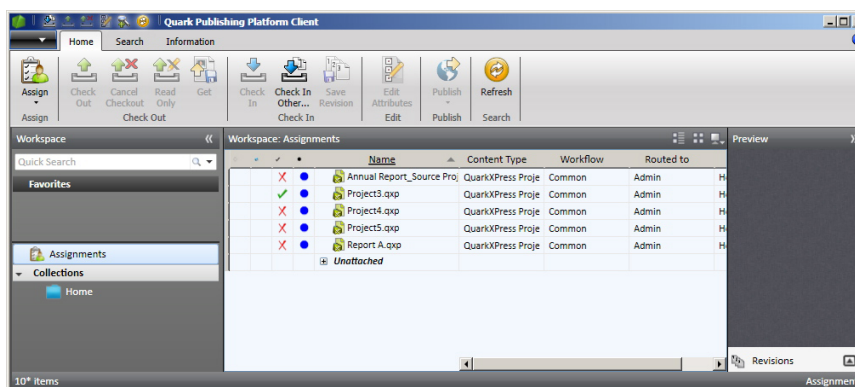 Quark Publishing Platform Client
Home Search Information
Assign Check Out Cancel Checkout Read Only Get Check In Check In Other... Save Revision Edit Attributes Publish Refresh
Assign Check Out Check In Edit Publish Search
Workspace Workspace: Assignments Preview
Quick Search
Name Content Type Workflow Routed to
Annual Report_Source Proj QuarkXPress Proje Common Admin
Favorites
Project3.qxp QuarkXPress Proje Common Admin
Project4.qxp QuarkXPress Proje Common Admin
Project5.qxp QuarkXPress Proje Common Admin
Report A.qxp QuarkXPress Proje Common Admin
Assignments
Unattached
Collections
Home
Revisions
10* items Assignment